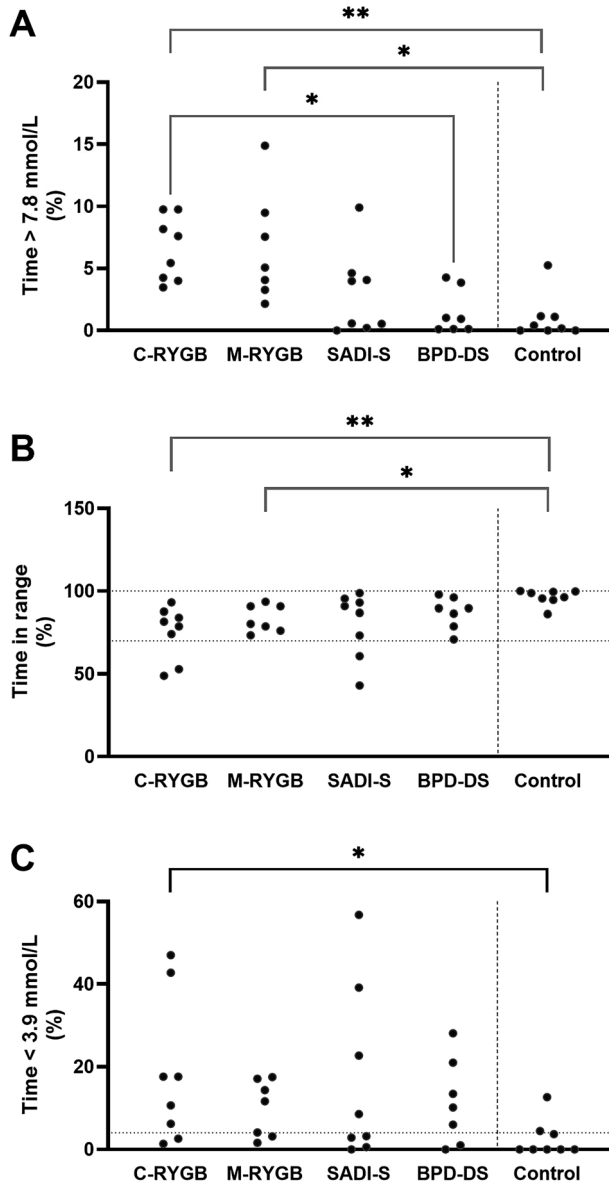 A
**
*
*
20
15
10
5
0
Time > 7.8 mmol/L
(%)
C-RYGB M-RYGB SADI-S BPD-DS Control
B
**
*
150
100
50
0
Time in range
(%)
C-RYGB M-RYGB SADI-S BPD-DS Control
C
*
60
40
20
0
Time < 3.9 mmol/L
(%)
C-RYGB M-RYGB SADI-S BPD-DS Control